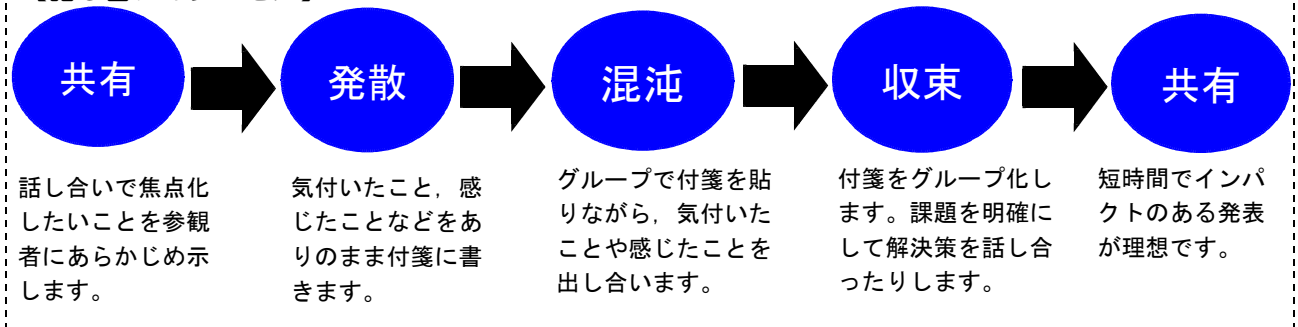 共有
発散
混沌
収束
共有
話し合いで焦点化
したいことを参観
者にあらかじめ示
します。
気付いたこと，感
じたことなどをあ
りのまま付箋に書
きます。
グループで付箋を貼
りながら，気付いた
ことや感じたことを
出し合います。
付箋をグループ化し
ます。課題を明確に
して解決策を話し合
ったりします。
短時間でインパ
クトのある発表
が理想です。